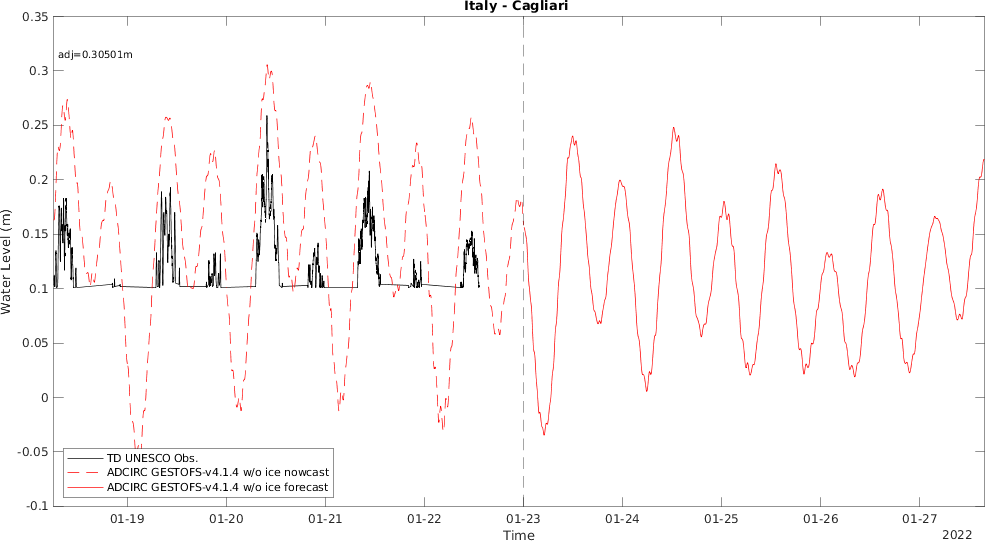 Italy - Cagliari
0.35
adj=0.30501m
0.3
0.25
0.2
0.15
0.1
0.05
0
-0.05
-0.1
Water Level (m)
TD UNESCO Obs.
ADCIRC GESTOFS-v4.1.4 w/o ice nowcast
ADCIRC GESTOFS-v4.1.4 w/o ice forecast
01-19 01-20 01-21 01-22 01-23 01-24 01-25 01-26 01-27
Time
2022